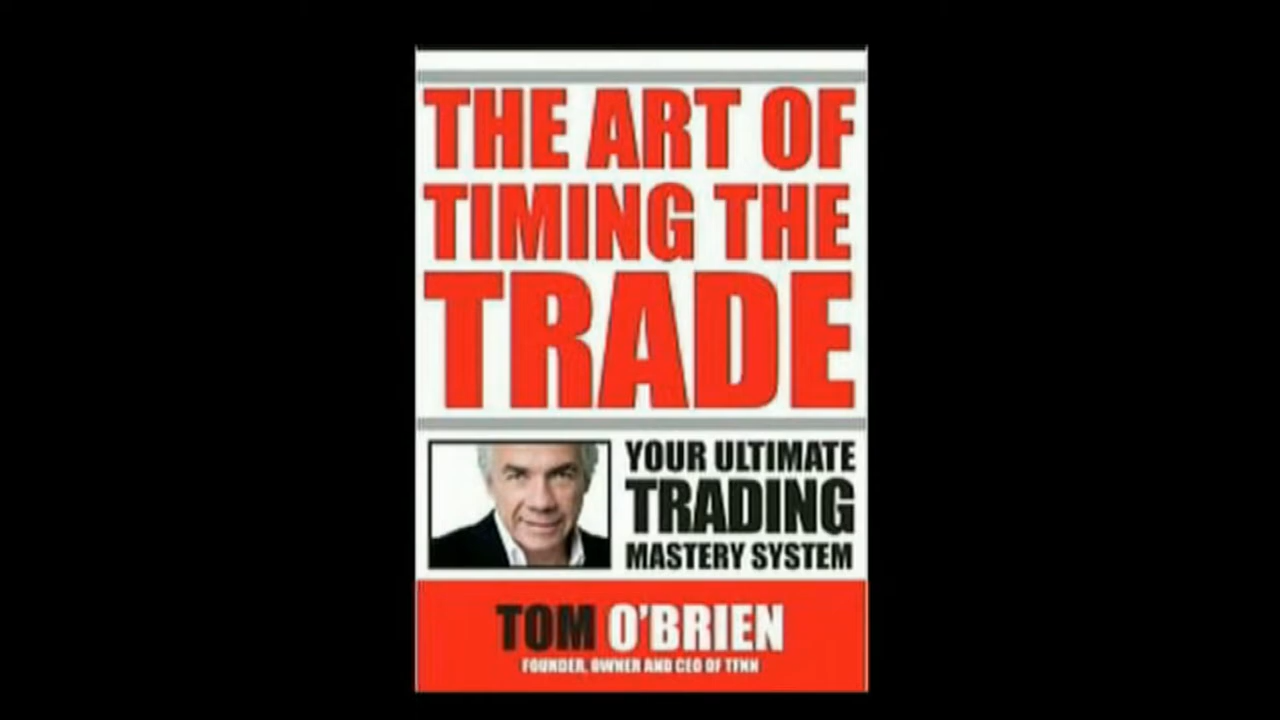 THE ART OF
TIMING THE
TRADE
YOUR ULTIMATE
TRADING
MASTERY SYSTEM
TOM O'BRIEN
FOUNDER, OWNER AND CEO OF TFNN